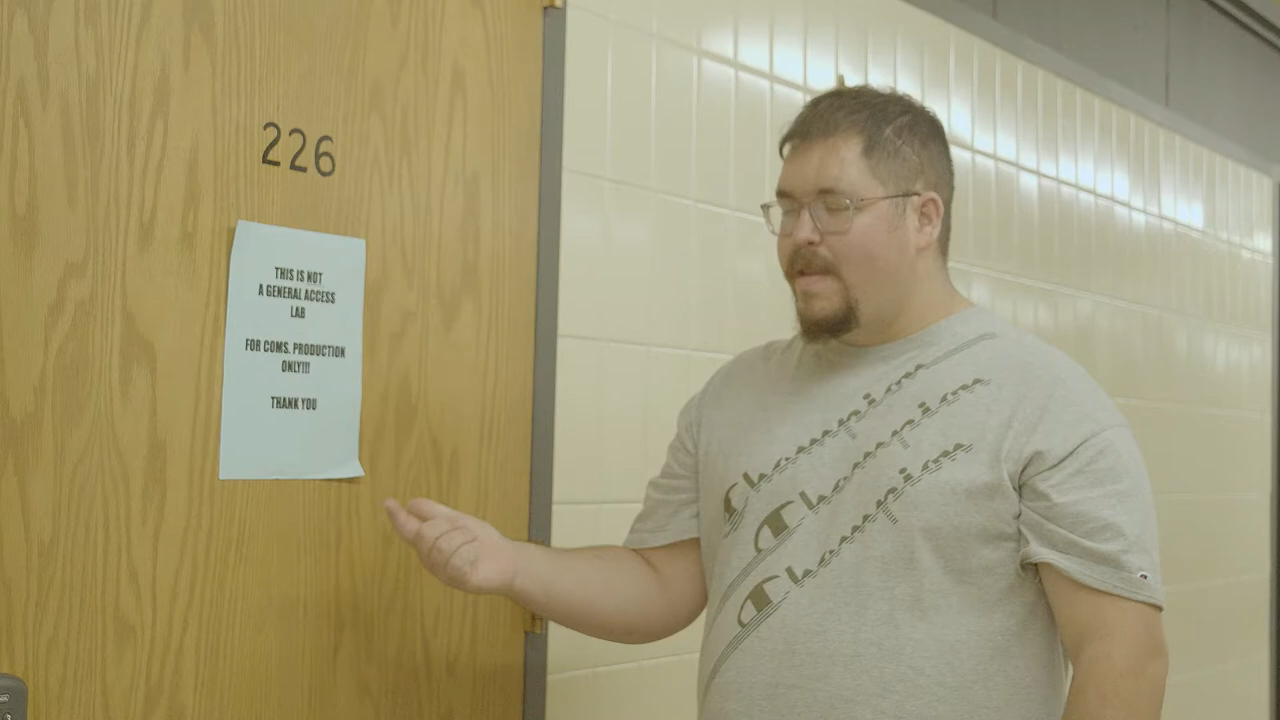 226
THIS IS NOT
A GENERAL ACCESS
LAB
FOR COMS. PRODUCTION
ONLY!!!
THANK YOU
Champion
Champion
Champion